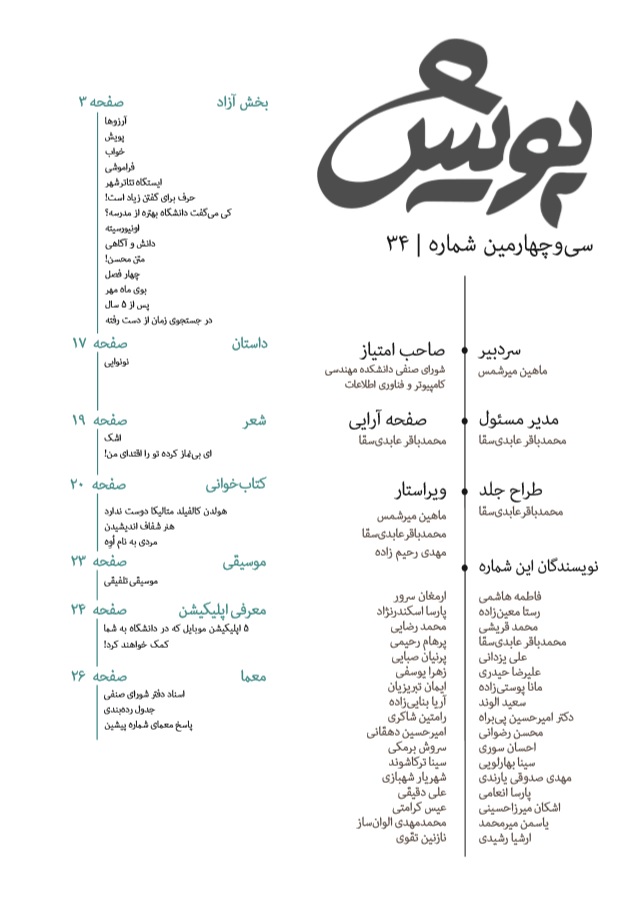 پویش
سی‌وچهارمین شماره | ۳۴
سردبیر
ماهین میرشمس
صاحب امتیاز
شورای صنفی دانشکده مهندسی
کامپیوتر و فناوری اطلاعات
مدیر مسئول
محمدباقر عابدی‌سقا
صفحه آرایی
محمدباقر عابدی‌سقا
طراح جلد
محمدباقرعابدی‌سقا
ویراستار
ماهین میرشمس
محمدباقرعابدی‌سقا
مهدی رحیم زاده
نویسندگان این شماره
فاطمه هاشمی
رستا معین‌زاده
محمد قریشی
محمدباقر عابدی‌سقا
علی یزدانی
علیرضا حیدری
مانا پوستی‌زاده
سعید الوند
دکتر امیرحسین پی‌براه
محسن رضوانی
احسان سوری
سینا بهارلویی
مهدی صدوقی یارندی
پارسا انعامی
اشکان میرزاحسینی
یاسمن میرمحمد
ارشیا رشیدی
ارمغان سرور
پارسا اسکندرنژاد
محمد رضایی
پرهام رحیمی
پرنیان صبایی
زهرا یوسفی
ایمان تبریزیان
آریا بنایی‌زاده
رامتین شاکری
امیرحسین دهقانی
سروش برمکی
سینا ترکاشوند
شهریار شهبازی
علی دقیقی
عیس کرامتی
محمدمهدی الوان‌ساز
نازنین تقوی
بخش آزاد صفحه ۳
آرزوها
پویش
خواب
فراموشی
ایستگاه تئاترشهر
حرف برای گفتن زیاد است!
کی می‌گفت دانشگاه بهتره از مدرسه؟
اونیورسیته
دانش و آگاهی
متن محسن!
چهار فصل
بوی ماه مهر
پس از ۵ سال
در جستجوی زمان از دست رفته
داستان صفحه ۱۷
نونوایی
شعر صفحه ۱۹
اشک
ای بی‌نماز کرده تو را اقتدای من!
کتاب‌خوانی صفحه ۲۰
هولدن کالفیلد متالیکا دوست ندارد
هنر شفاف اندیشیدن
مردی به نام اُوه
موسیقی صفحه ۲۳
موسیقی تلفیقی
معرفی اپلیکیشن صفحه ۲۴
۵ اپلیکیشن موبایل که در دانشگاه به شما
کمک خواهند کرد!
معما صفحه ۲۶
اسناد دفتر شورای صنفی
جدول رده‌بندی
پاسخ معمای شماره پیشین